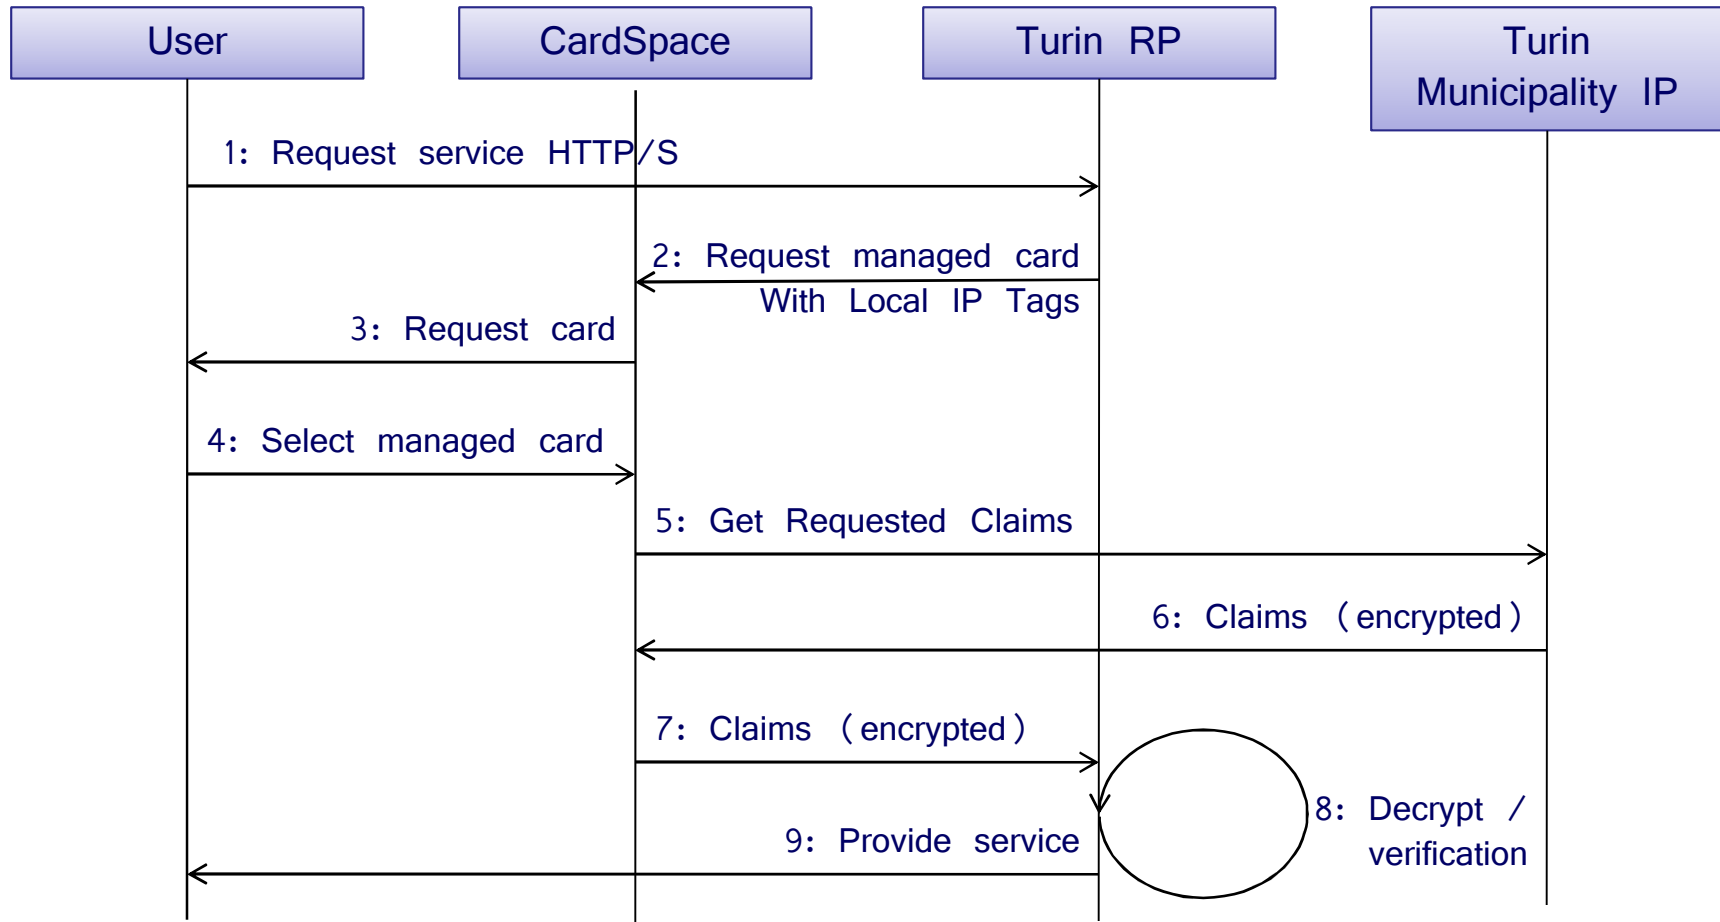 User
CardSpace
Turin RP
Turin
Municipality IP
1: Request service HTTP/S
2: Request managed card
With Local IP Tags
3: Request card
4: Select managed card
5: Get Requested Claims
6: Claims (encrypted)
7: Claims (encrypted)
8: Decrypt /
verification
9: Provide service